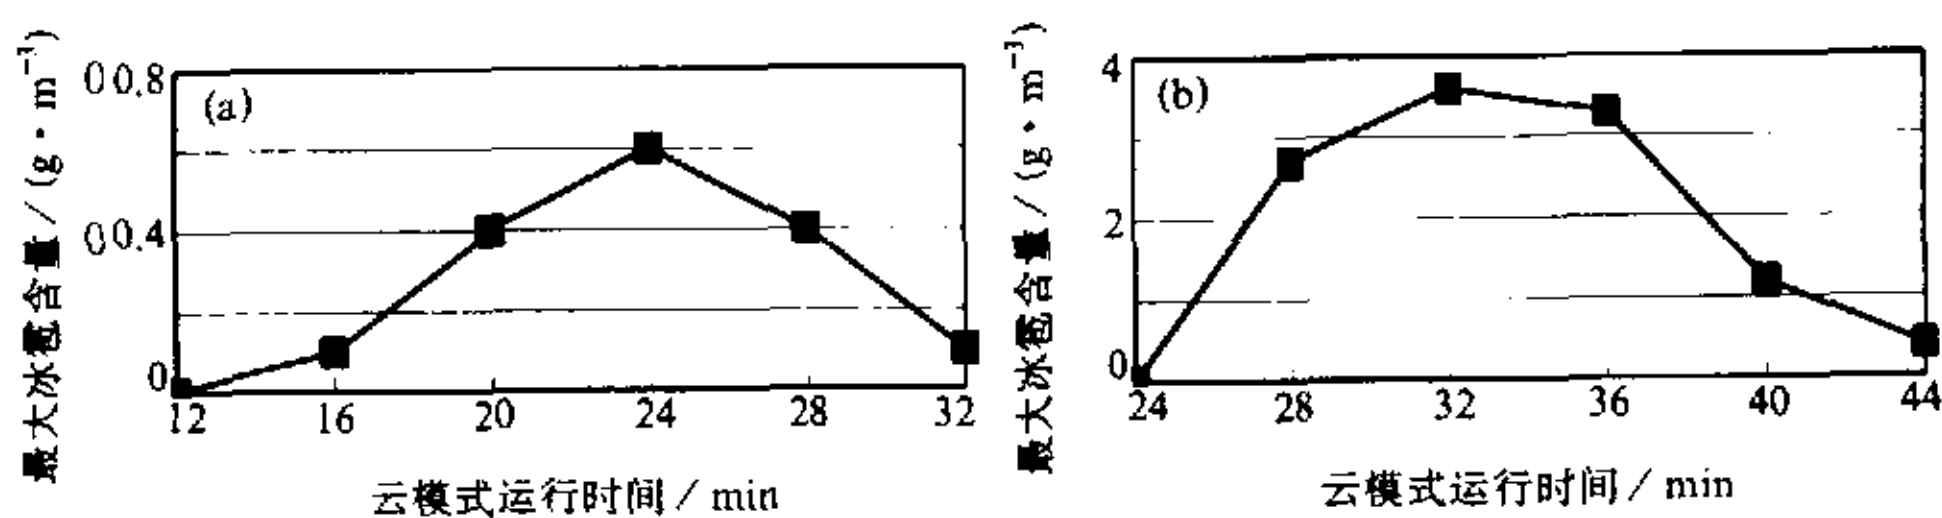 最大冰雹含量/(g·m⁻³)
00.8
00.4
0
(a)
12 16 20 24 28 32
云模式运行时间/min
最大冰雹含量/(g·m⁻³)
4
2
0
(b)
24 28 32 36 40 44
云模式运行时间/min